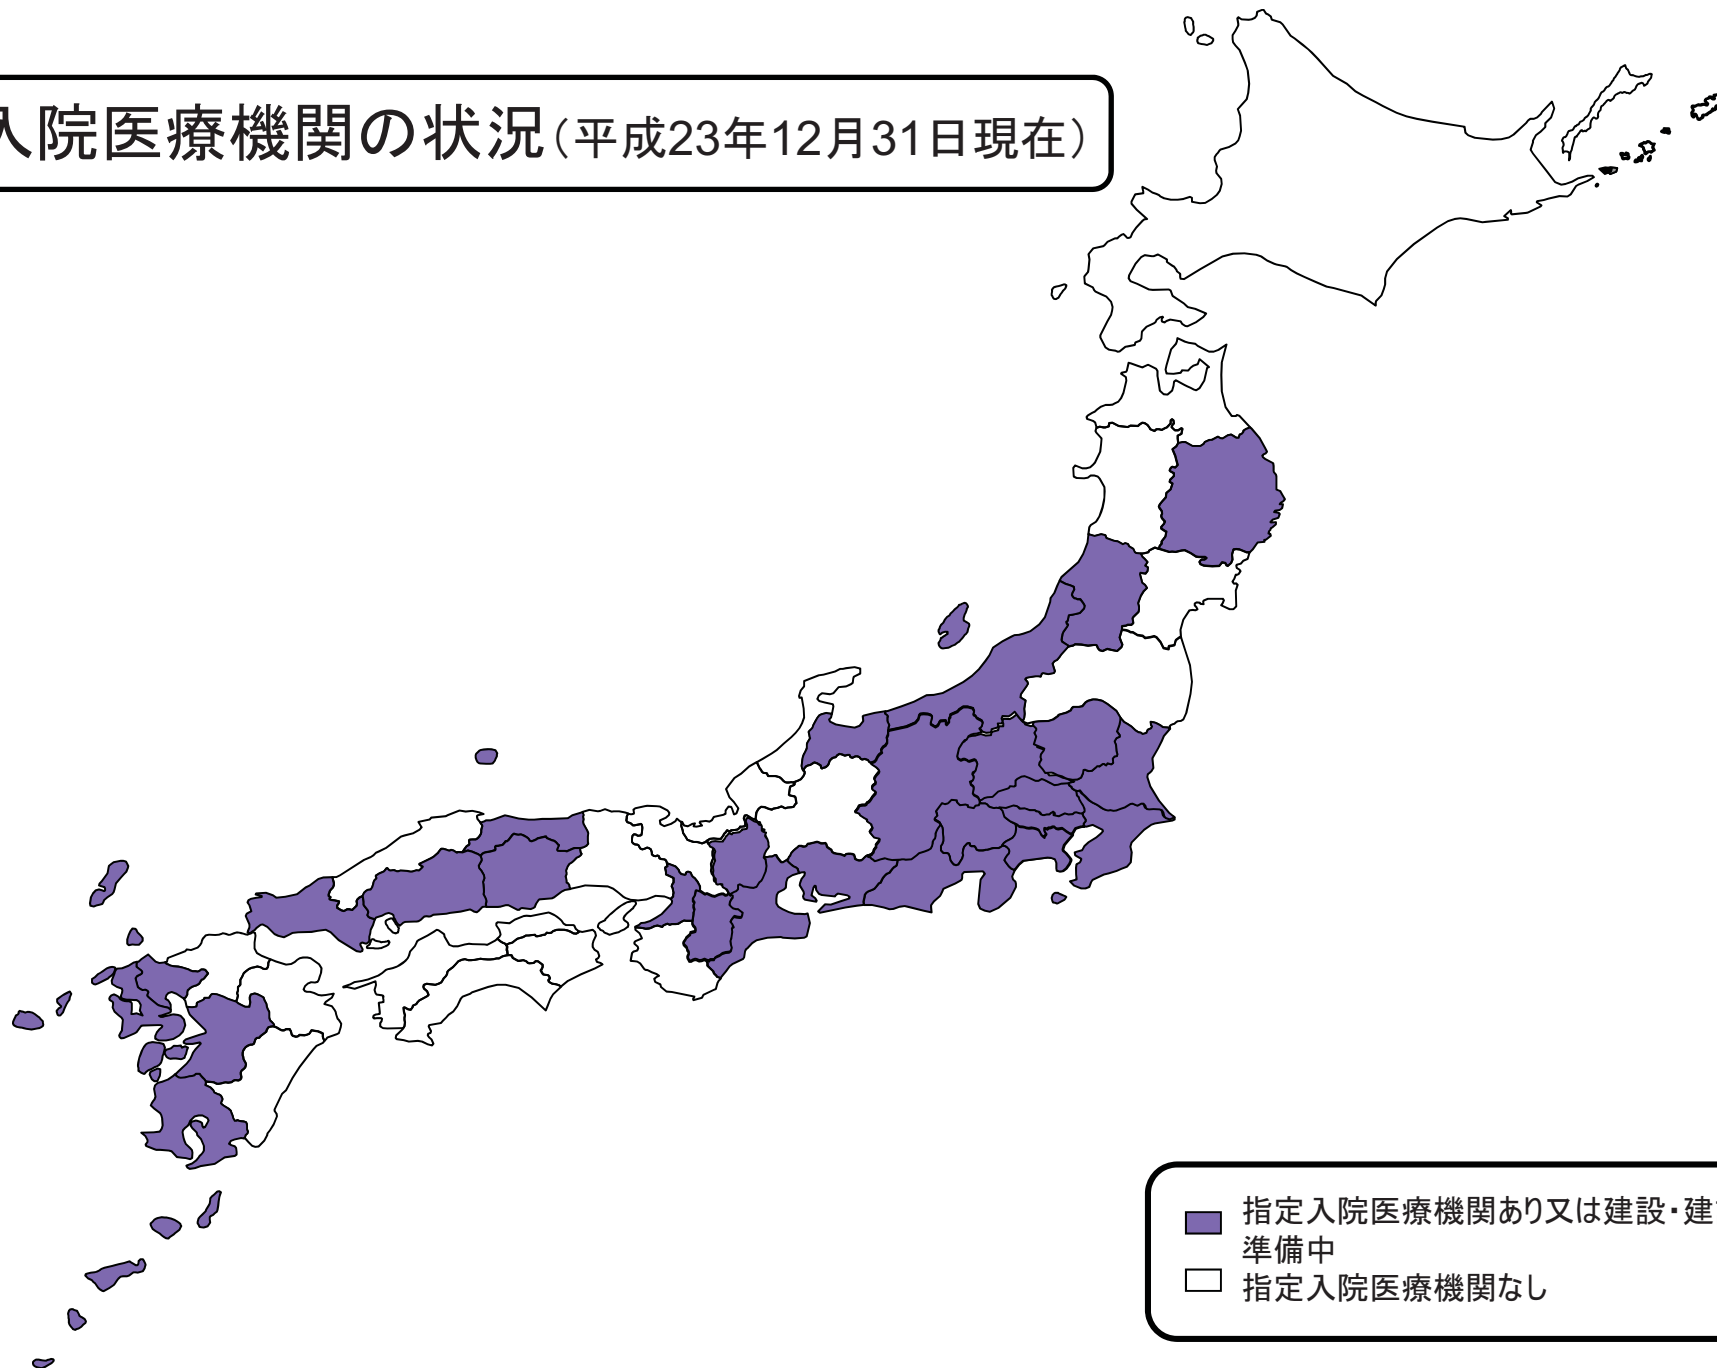 入院医療機関の状況（平成23年12月31日現在）
指定入院医療機関あり又は建設・建
準備中
指定入院医療機関なし